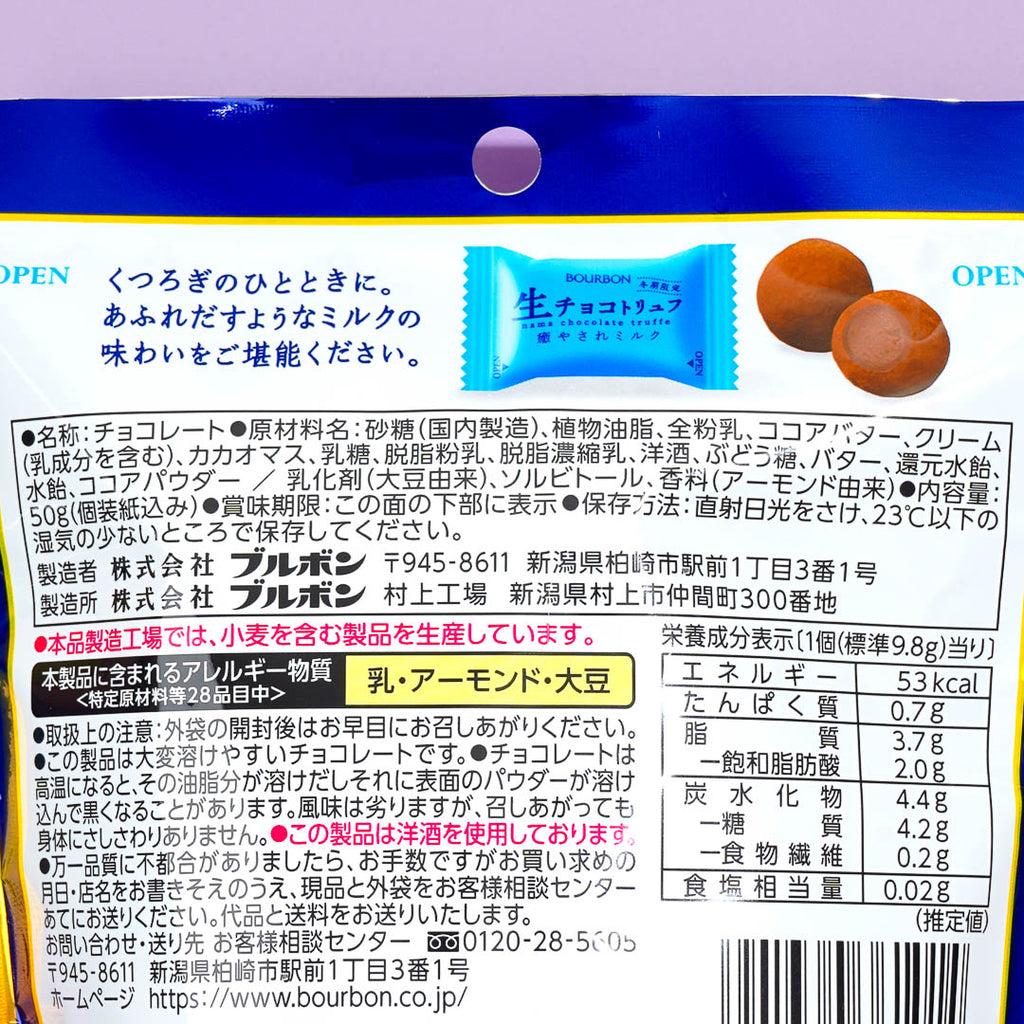 OPEN
くつろぎのひとときに。
あふれだすようなミルクの
味わいをご堪能ください。
BOURBON
冬期限定
生チョコトリュフ
nama chocolate truffe
癒やされミルク
OPEN
OPEN
OPEN
●名称：チョコレート●原材料名：砂糖(国内製造)、植物油脂、全粉乳、ココアバター、クリーム
(乳成分を含む)、カカオマス、乳糖、脱脂粉乳、脱脂濃縮乳、洋酒、ぶどう糖、バター、還元水飴、
水飴、ココアパウダー ／ 乳化剤(大豆由来)、ソルビトール、香料(アーモンド由来)●内容量：
50g(個装紙込み)●賞味期限：この面の下部に表示●保存方法：直射日光をさけ、23℃以下の
湿気の少ないところで保存してください。
製造者 株式会社 ブルボン 〒945-8611 新潟県柏崎市駅前1丁目3番1号
製造所 株式会社 ブルボン 村上工場 新潟県村上市仲間町300番地
●本品製造工場では、小麦を含む製品を生産しています。
本製品に含まれるアレルギー物質
<特定原材料等28品目中>
乳・アーモンド・大豆
●取扱上の注意：外袋の開封後はお早目にお召しあがりください。
●この製品は大変溶けやすいチョコレートです。●チョコレートは
高温になると、その油脂分が溶けだしそれに表面のパウダーが溶け
込んで黒くなることがあります。風味は劣りますが、召しあがっても
身体にさしさわりありません。●この製品は洋酒を使用しております。
●万一品質に不都合がありましたら、お手数ですがお買い求めの
月日・店名をお書きそえのうえ、現品と外袋をお客様相談センター
あてにお送りください。代品と送料をお送りいたします。
お問い合わせ・送り先 お客様相談センター 0120-28-5605
〒945-8611 新潟県柏崎市駅前1丁目3番1号
ホームページ https://www.bourbon.co.jp/
栄養成分表示〔1個(標準9.8g)当り〕
エネルギー 53kcal
たんぱく質 0.7g
脂質 3.7g
ー飽和脂肪酸 2.0g
炭水化物 4.4g
ー糖質 4.2g
ー食物繊維 0.2g
食塩相当量 0.02g
(推定値)